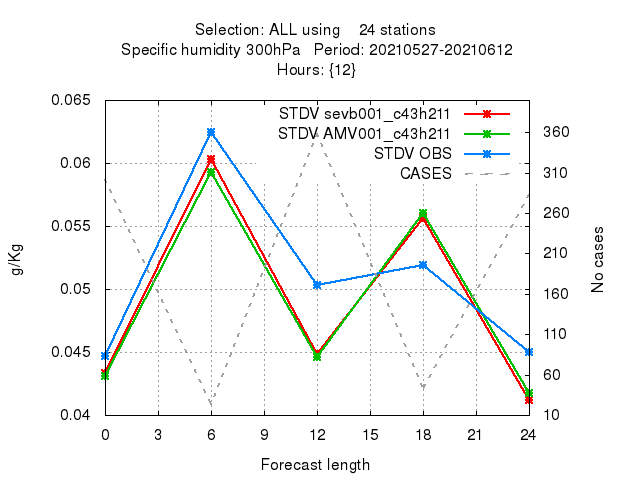 Selection: ALL using    24 stations
Specific humidity 300hPa   Period: 20210527-20210612
Hours: {12}
STDV sevb001_c43h211
STDV AMV001_c43h211
STDV OBS
CASES
0.065
0.06
0.055
0.05
0.045
0.04
g/Kg
360
310
260
210
160
110
60
10
No cases
0 3 6 9 12 15 18 21 24
Forecast length